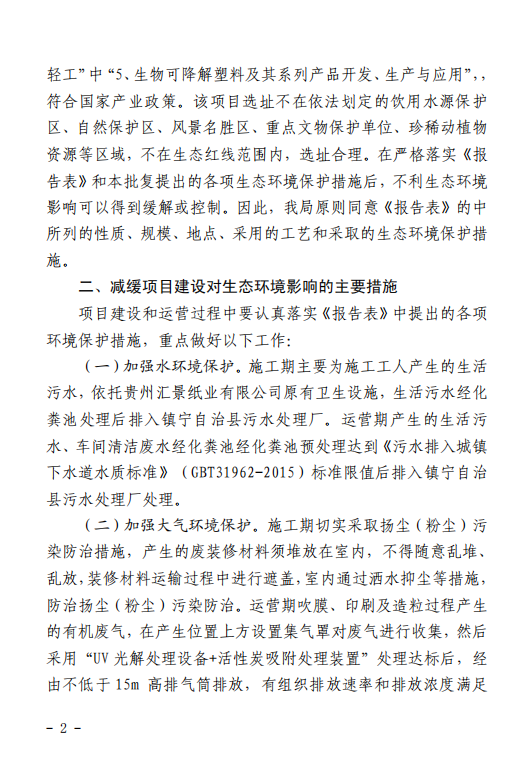 轻工”中“5、生物可降解塑料及其系列产品开发、生产与应用”，，
符合国家产业政策。该项目选址不在依法划定的饮用水源保护
区、自然保护区、风景名胜区、重点文物保护单位、珍稀动植物
资源等区域，不在生态红线范围内，选址合理。在严格落实《报
告表》和本批复提出的各项生态环境保护措施后，不利生态环境
影响可以得到缓解或控制。因此，我局原则同意《报告表》的中
所列的性质、规模、地点、采用的工艺和采取的生态环境保护措
施。
二、减缓项目建设对生态环境影响的主要措施
项目建设和运营过程中要认真落实《报告表》中提出的各项
环境保护措施，重点做好以下工作：
（一）加强水环境保护。施工期主要为施工工人产生的生活
污水，依托贵州汇景纸业有限公司原有卫生设施，生活污水经化
粪池处理后排入镇宁自治县污水处理厂。运营期产生的生活污
水、车间清洁废水经化粪池经化粪池预处理达到《污水排入城镇
下水道水质标准》（GBT31962-2015）标准限值后排入镇宁自治
县污水处理厂处理。
（二）加强大气环境保护。施工期切实采取扬尘（粉尘）污
染防治措施，产生的废装修材料须堆放在室内，不得随意乱堆、
乱放，装修材料运输过程中进行遮盖，室内通过洒水抑尘等措施，
防治扬尘（粉尘）污染防治。运营期吹膜、印刷及造粒过程产生
的有机废气，在产生位置上方设置集气罩对废气进行收集，然后
采用“UV光解处理设备+活性炭吸附处理装置”处理达标后，经
由不低于15m 高排气筒排放，有组织排放速率和排放浓度满足
- 2 -